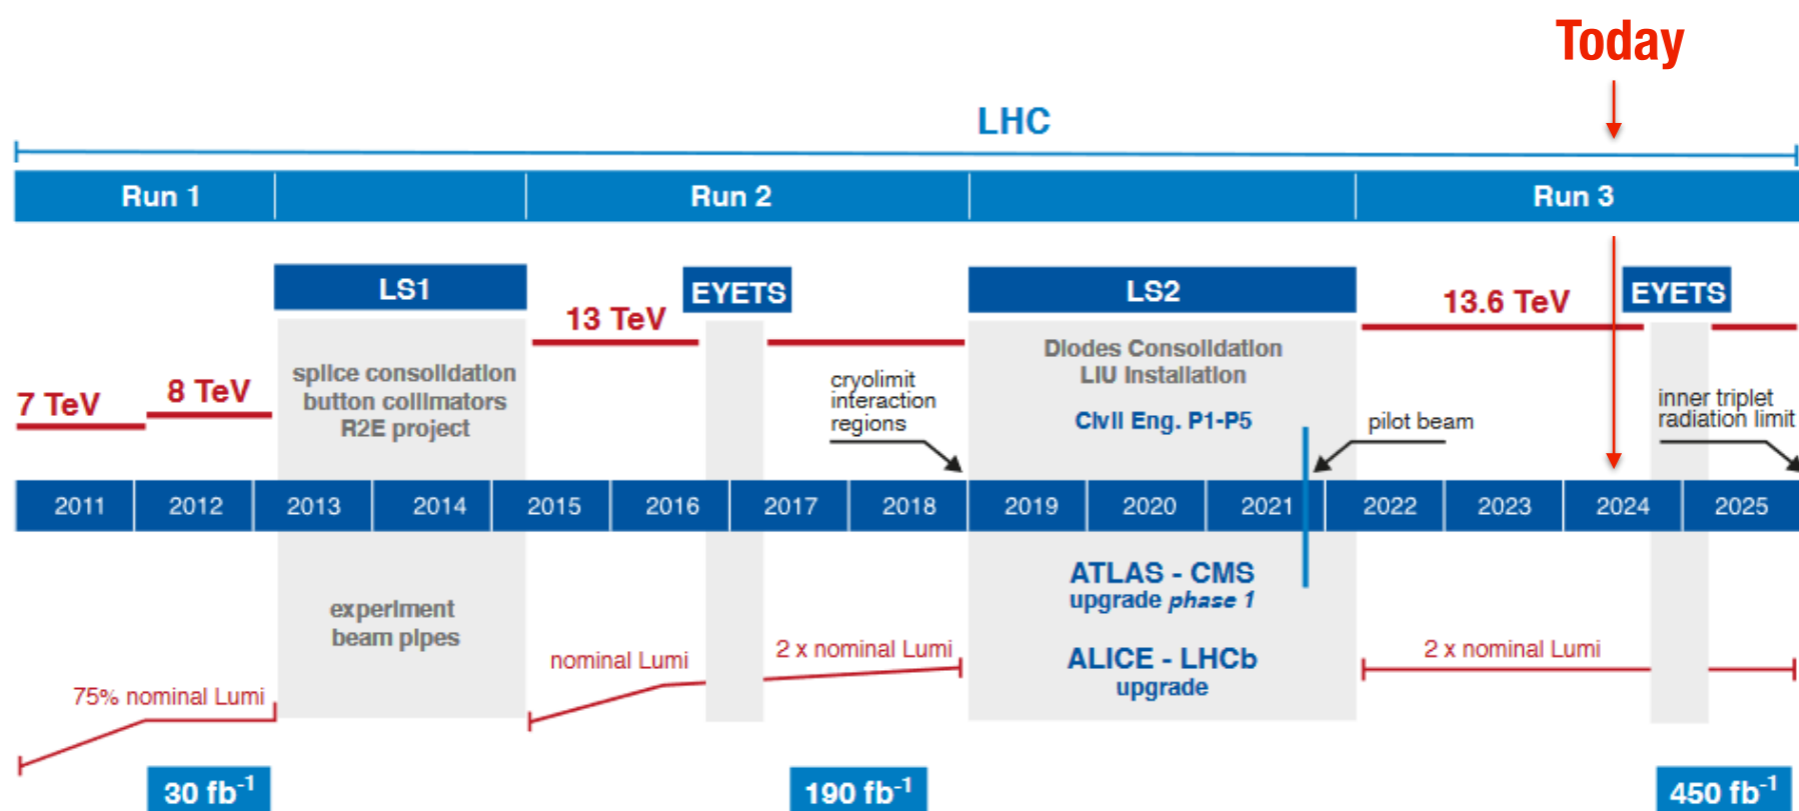 Today
LHC
Run 1
Run 2
Run 3
LS1
EYETS
LS2
EYETS
7 TeV
8 TeV
13 TeV
13.6 TeV
splice consolidation
button collimators
R2E project
cryolimit
interaction
regions
Diodes Consolidation
LIU Installation
Civil Eng. P1-P5
pilot beam
inner triplet
radiation limit
2011 2012 2013 2014 2015 2016 2017 2018 2019 2020 2021 2022 2023 2024 2025
experiment
beam pipes
ATLAS - CMS
upgrade phase 1
ALICE - LHCb
upgrade
75% nominal Lumi
nominal Lumi
2 x nominal Lumi
2 x nominal Lumi
30 fb⁻¹
190 fb⁻¹
450 fb⁻¹